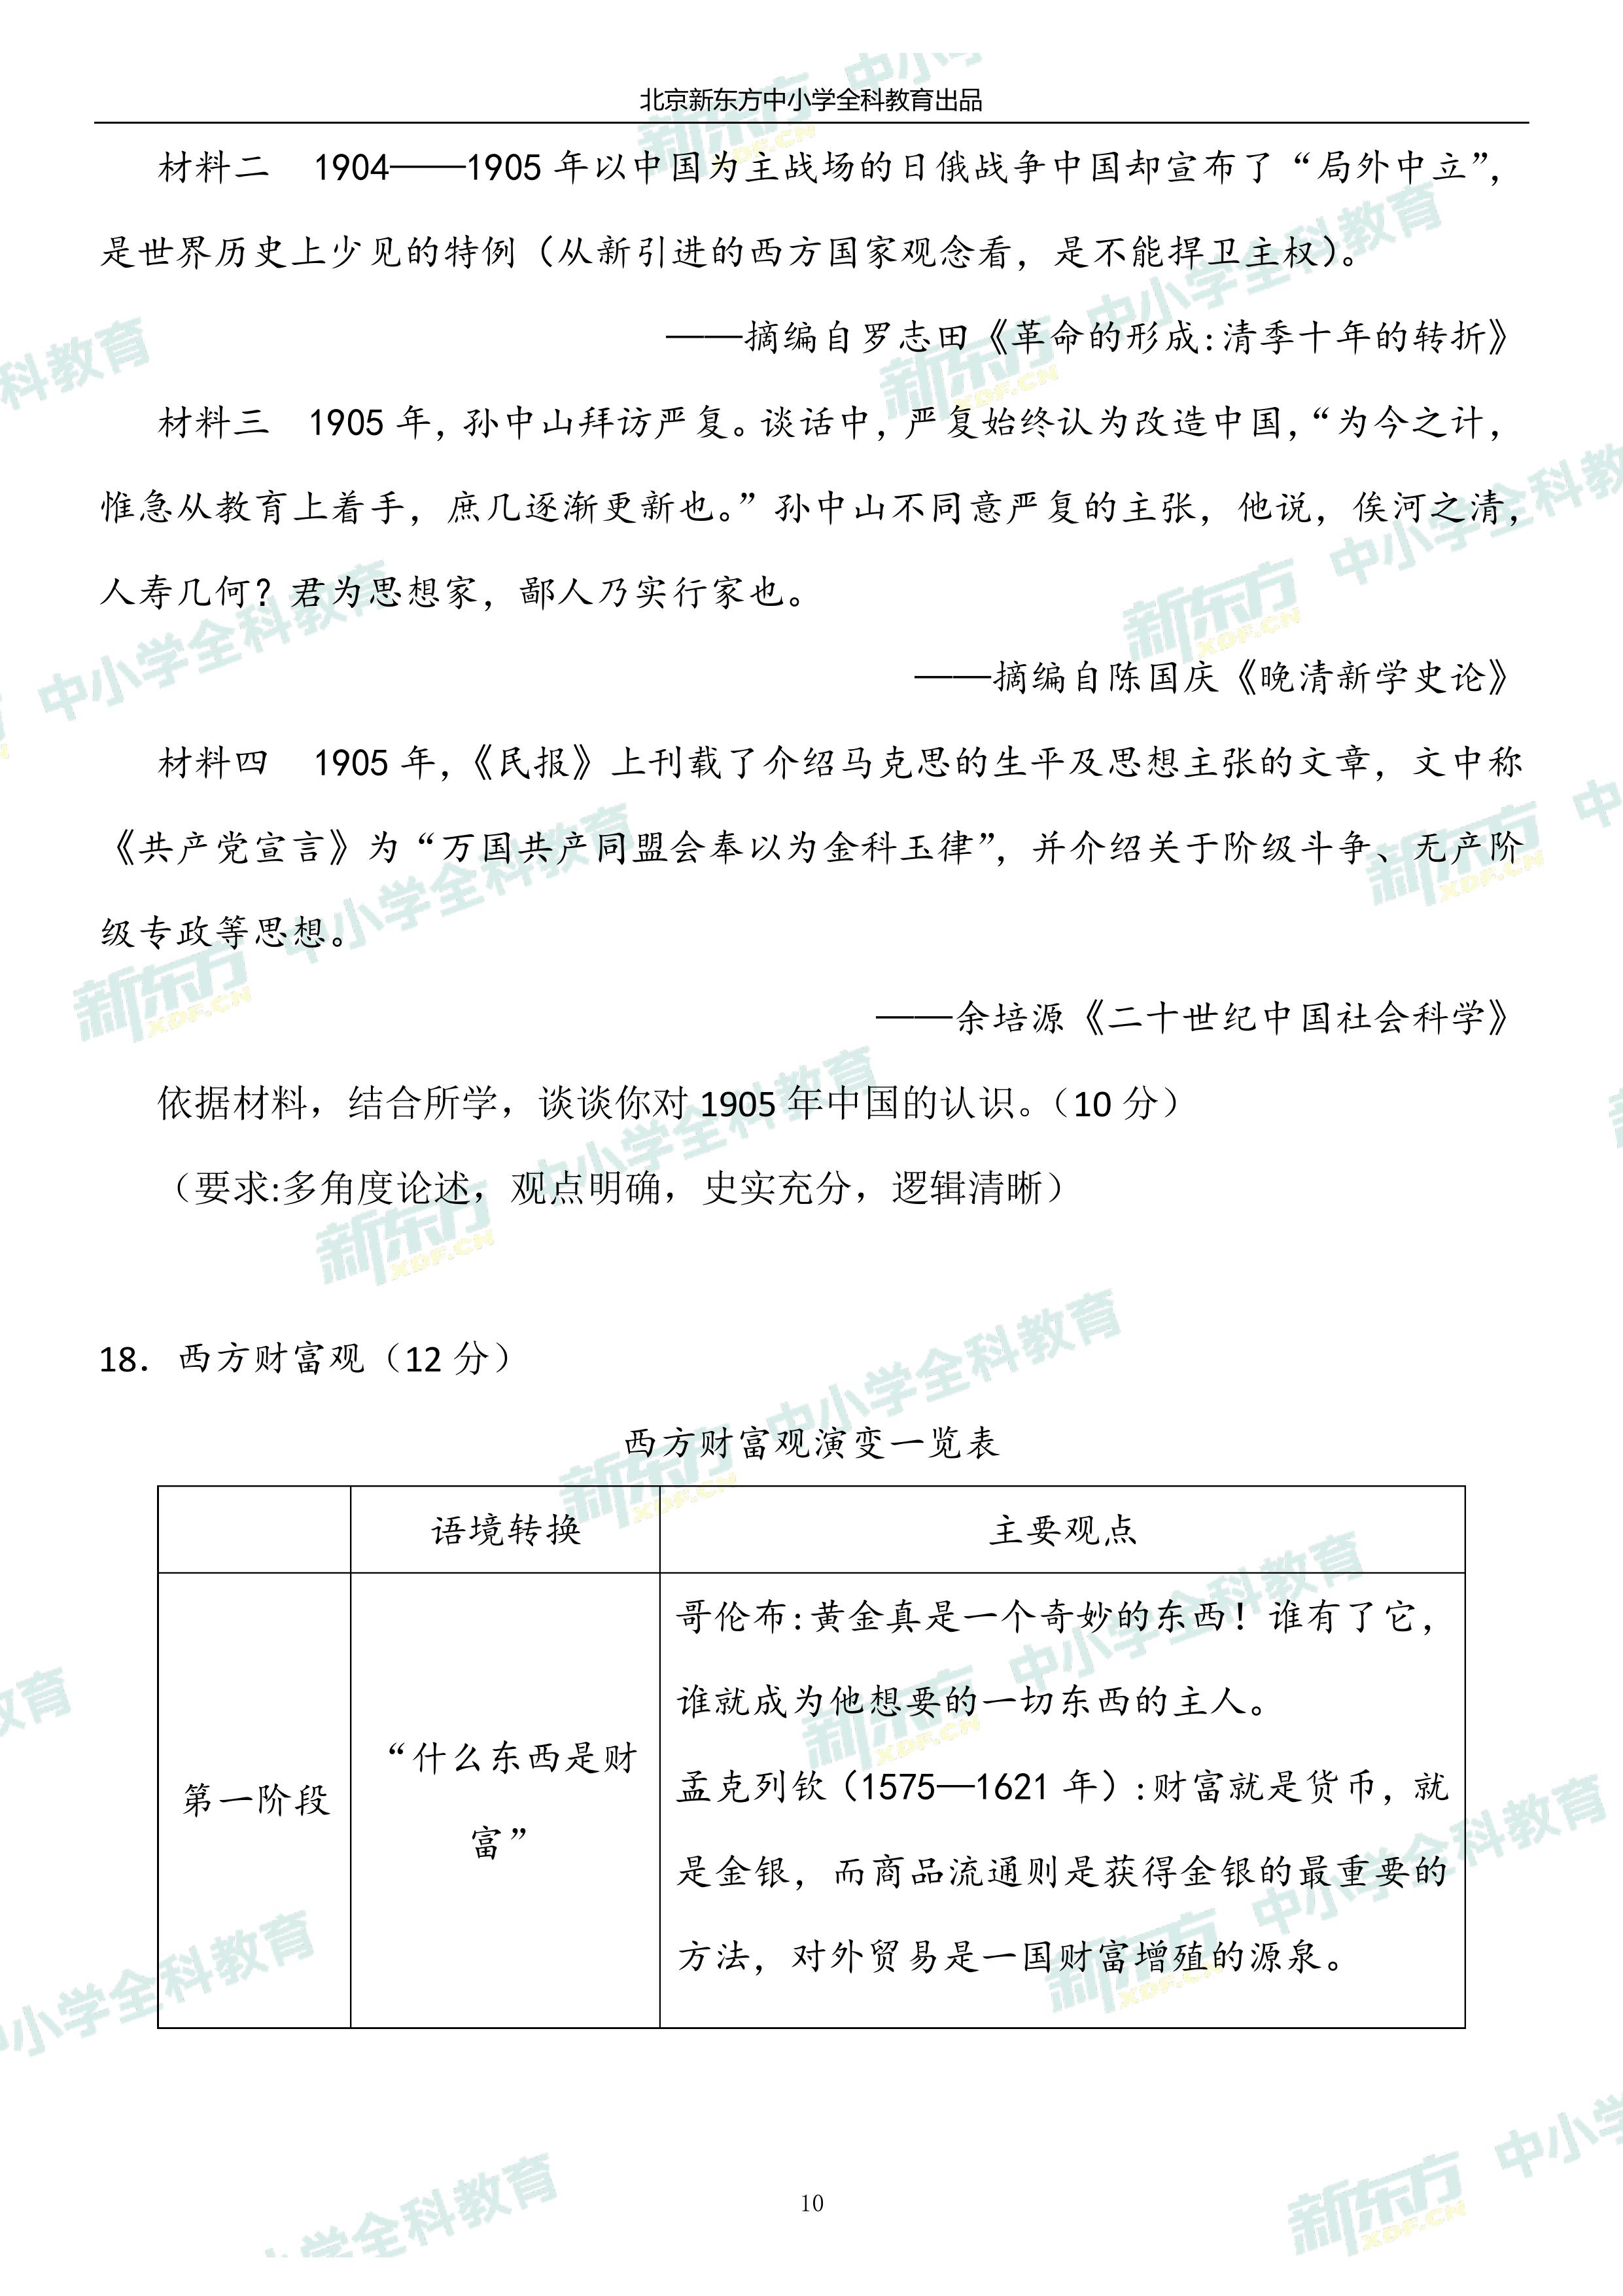 北京新东方中小学全科教育出品
材料二 1904——1905 年以中国为主战场的日俄战争中国却宣布了“局外中立”，
是世界历史上少见的特例（从新引进的西方国家观念看，是不能捍卫主权）。
——摘编自罗志田《革命的形成:清季十年的转折》
材料三 1905 年，孙中山拜访严复。谈话中，严复始终认为改造中国，“为今之计，
惟急从教育上着手，庶几逐渐更新也。”孙中山不同意严复的主张，他说，俟河之清，
人寿几何？君为思想家，鄙人乃实行家也。
——摘编自陈国庆《晚清新学史论》
材料四 1905 年，《民报》上刊载了介绍马克思的生平及思想主张的文章，文中称
《共产党宣言》为“万国共产同盟会奉以为金科玉律”，并介绍关于阶级斗争、无产阶
级专政等思想。
——余培源《二十世纪中国社会科学》
依据材料，结合所学，谈谈你对 1905 年中国的认识。（10 分）
（要求:多角度论述，观点明确，史实充分，逻辑清晰）
18．西方财富观（12 分）
西方财富观演变一览表
语境转换 主要观点
第一阶段
“什么东西是财
富”
哥伦布:黄金真是一个奇妙的东西！谁有了它，
谁就成为他想要的一切东西的主人。
孟克列钦（1575—1621 年）:财富就是货币，就
是金银，而商品流通则是获得金银的最重要的
方法，对外贸易是一国财富增殖的源泉。
10
新东方 XDF.CN 中小学全科教育